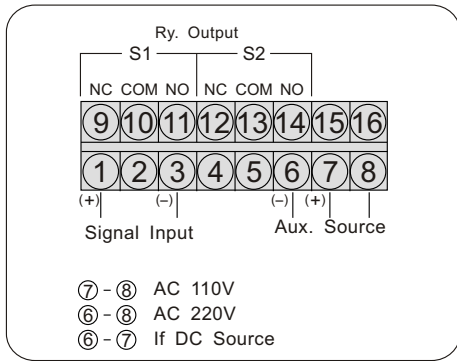 Ry. Output
S1 S2
NC COM NO NC COM NO
9 10 11 12 13 14 15 16
1 2 3 4 5 6 7 8
(+) (−) (−) (+)
Signal Input Aux. Source
⑦ - ⑧ AC 110V
⑥ - ⑧ AC 220V
⑥ - ⑦ If DC Source